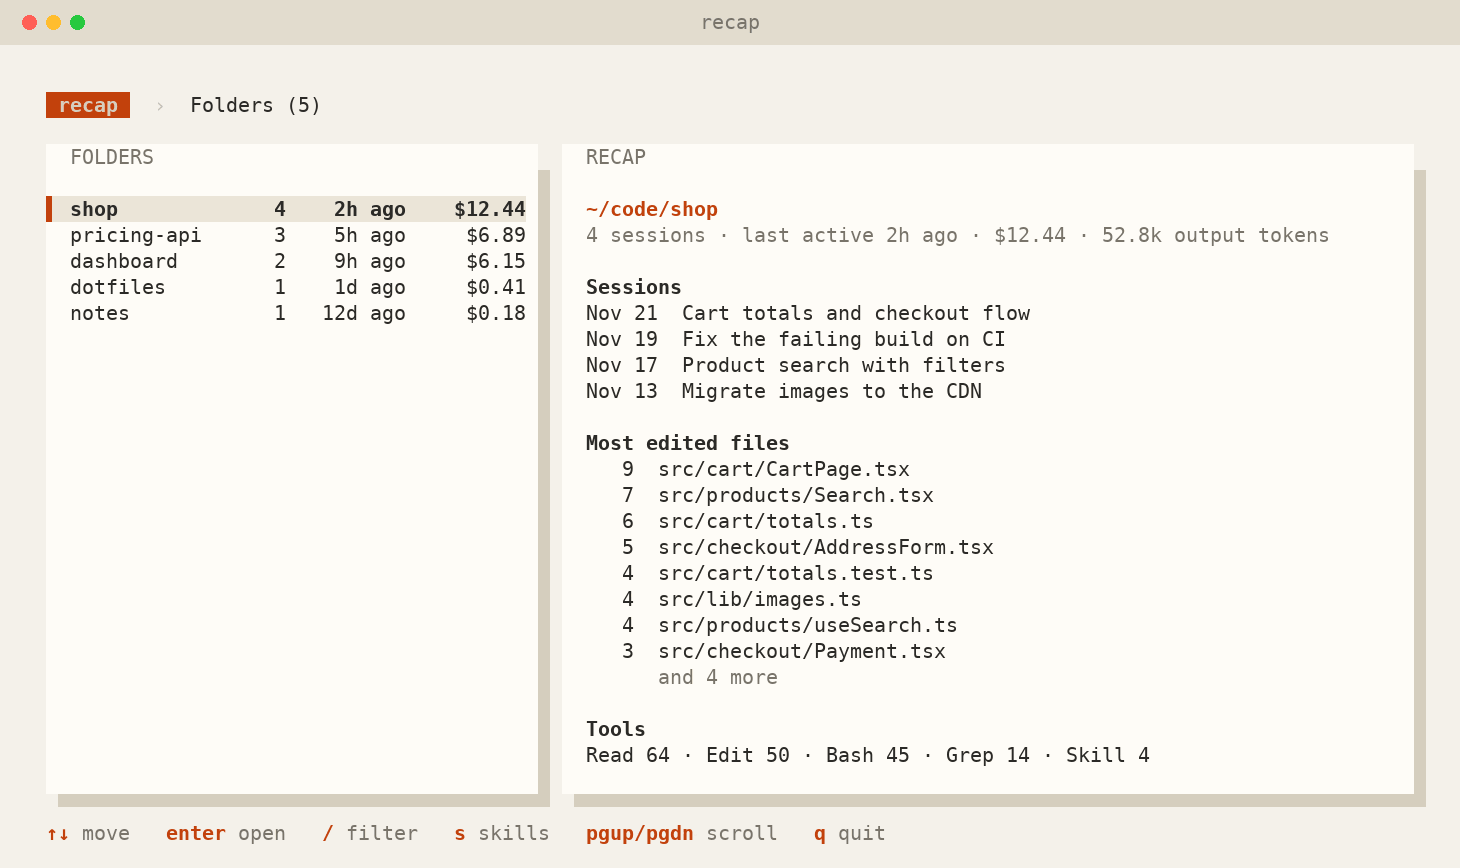 recap
recap › Folders (5)
FOLDERS
shop 4 2h ago $12.44
pricing-api 3 5h ago $6.89
dashboard 2 9h ago $6.15
dotfiles 1 1d ago $0.41
notes 1 12d ago $0.18
RECAP
~/code/shop
4 sessions · last active 2h ago · $12.44 · 52.8k output tokens
Sessions
Nov 21 Cart totals and checkout flow
Nov 19 Fix the failing build on CI
Nov 17 Product search with filters
Nov 13 Migrate images to the CDN
Most edited files
9 src/cart/CartPage.tsx
7 src/products/Search.tsx
6 src/cart/totals.ts
5 src/checkout/AddressForm.tsx
4 src/cart/totals.test.ts
4 src/lib/images.ts
4 src/products/useSearch.ts
3 src/checkout/Payment.tsx
and 4 more
Tools
Read 64 · Edit 50 · Bash 45 · Grep 14 · Skill 4
↑↓ move enter open / filter s skills pgup/pgdn scroll q quit